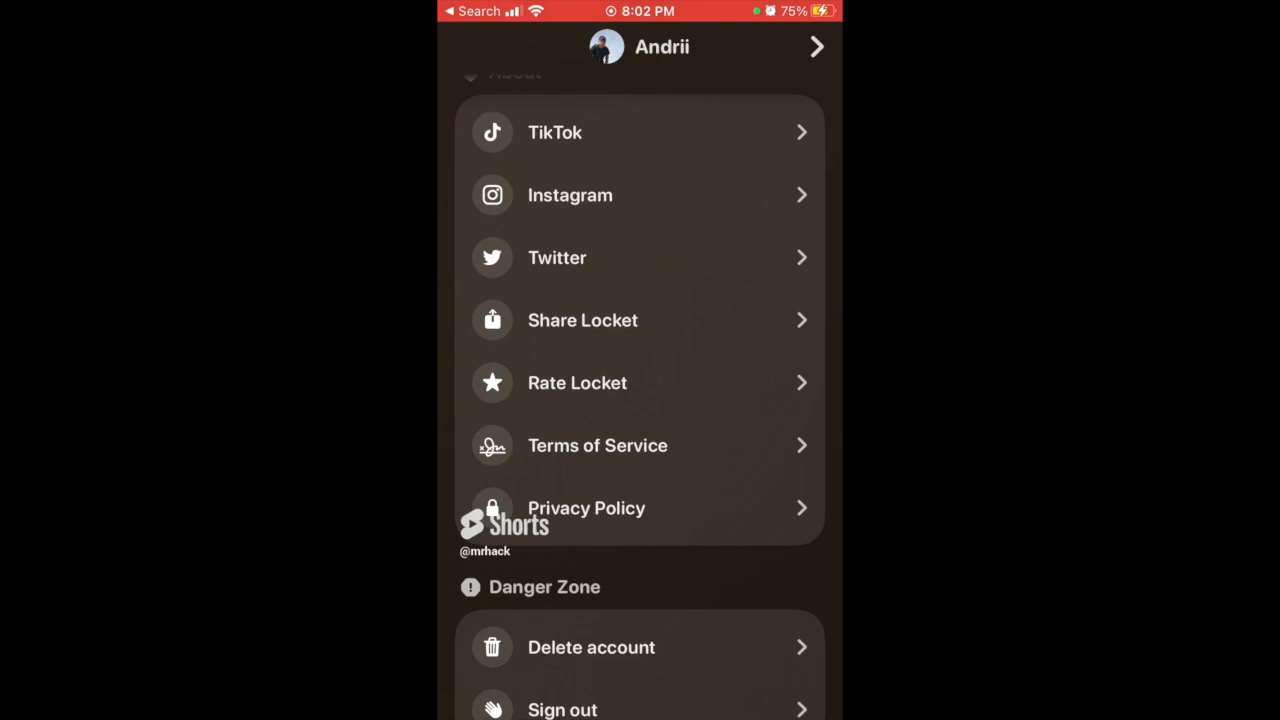 Search
8:02 PM
75%
Andrii
About
TikTok
Instagram
Twitter
Share Locket
Rate Locket
Terms of Service
Privacy Policy
Shorts
@mrhack
Danger Zone
Delete account
Sign out